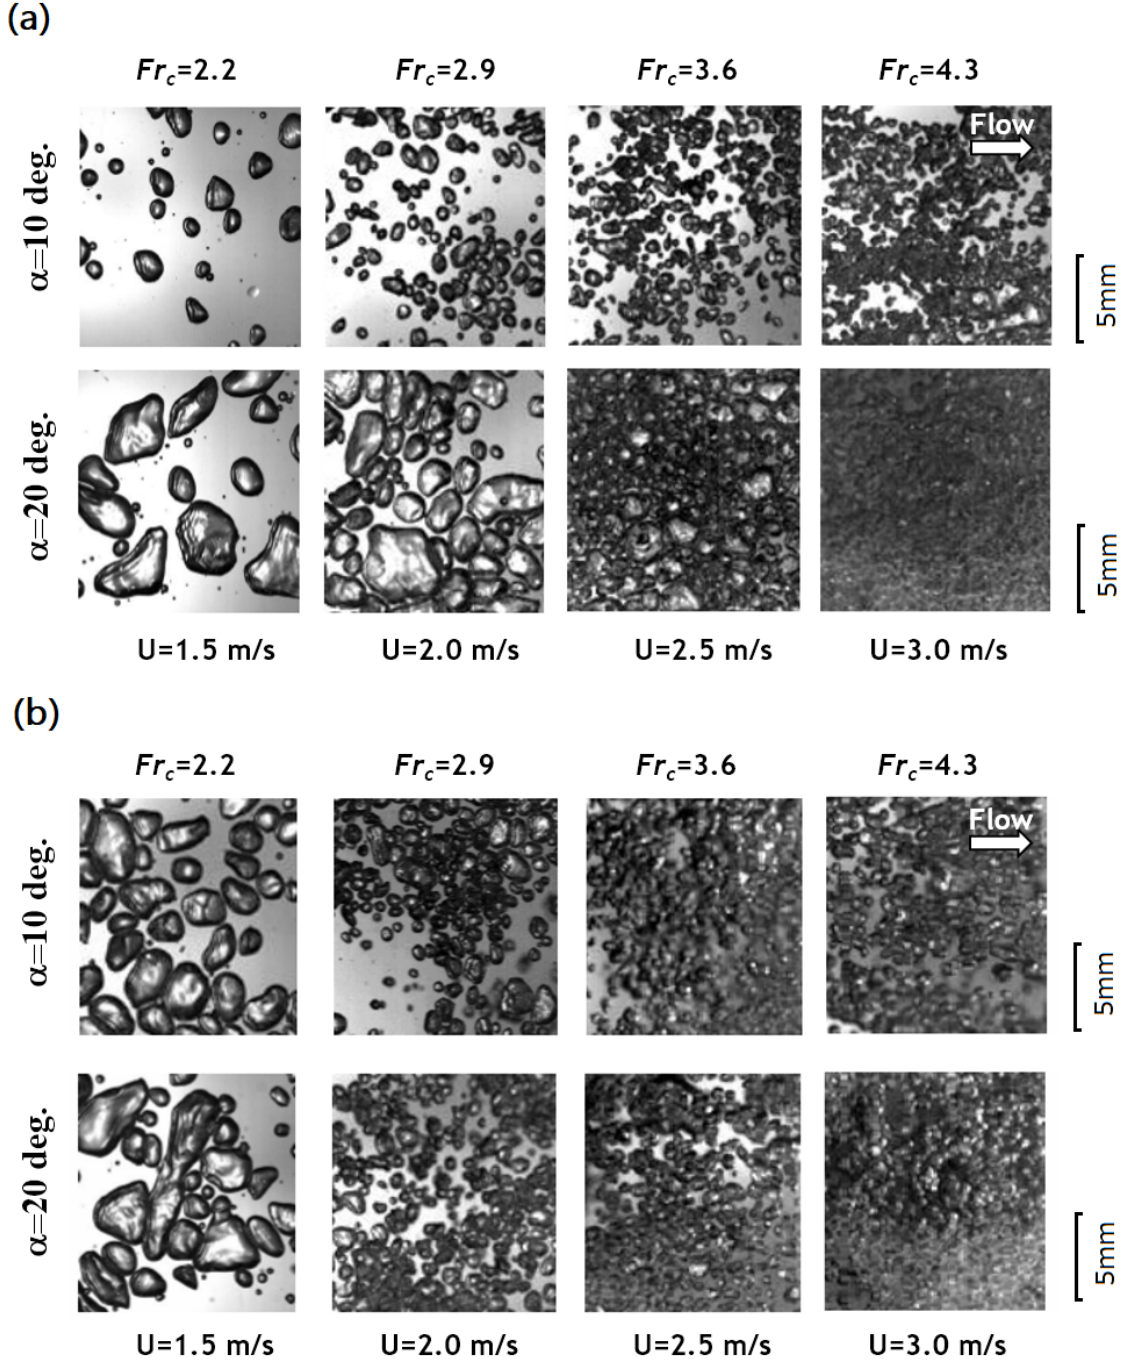 (a)
Fr_c=2.2 Fr_c=2.9 Fr_c=3.6 Fr_c=4.3
α=10 deg.
Flow
5mm
α=20 deg.
5mm
U=1.5 m/s U=2.0 m/s U=2.5 m/s U=3.0 m/s
(b)
Fr_c=2.2 Fr_c=2.9 Fr_c=3.6 Fr_c=4.3
α=10 deg.
Flow
5mm
α=20 deg.
5mm
U=1.5 m/s U=2.0 m/s U=2.5 m/s U=3.0 m/s